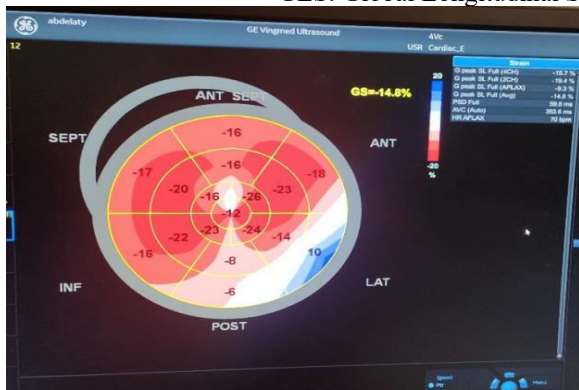 GLS: Global Longitudinal S
abdelaty
GE Vingmed Ultrasound
4Vc
USR Cardiac_E
12
Strain
G peak SL Full (4CH) -15.7 %
G peak SL Full (2CH) -19.4 %
G peak SL Full (APLAX) -9.3 %
G peak SL Full (Avg) -14.8 %
PSD Full 59.6 ms
AVC (Auto) 353.6 ms
HR APLAX 70 bpm
20
GS=-14.8%
-20
%
ANT SEPT
SEPT
ANT
-16
-17
-16
-18
-20
-16
-26
-23
-12
-22
-23
-24
-14
-16
10
-8
-6
INF
LAT
POST
Speed
Menu